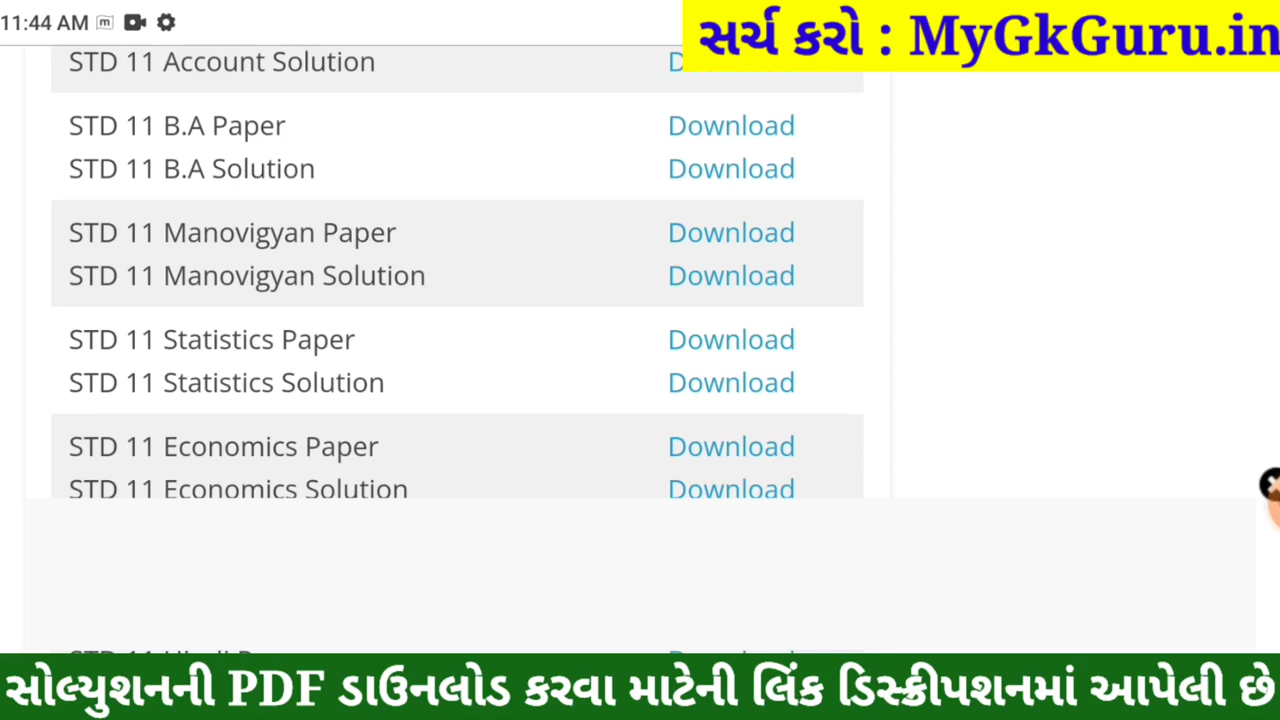 11:44 AM
સર્ચ કરો : MyGkGuru.in
STD 11 Account Solution
STD 11 B.A Paper Download
STD 11 B.A Solution Download
STD 11 Manovigyan Paper Download
STD 11 Manovigyan Solution Download
STD 11 Statistics Paper Download
STD 11 Statistics Solution Download
STD 11 Economics Paper Download
STD 11 Economics Solution Download
સોલ્યુશનની PDF ડાઉનલોડ કરવા માટેની લિંક ડિસ્ક્રીપશનમાં આપેલી છે